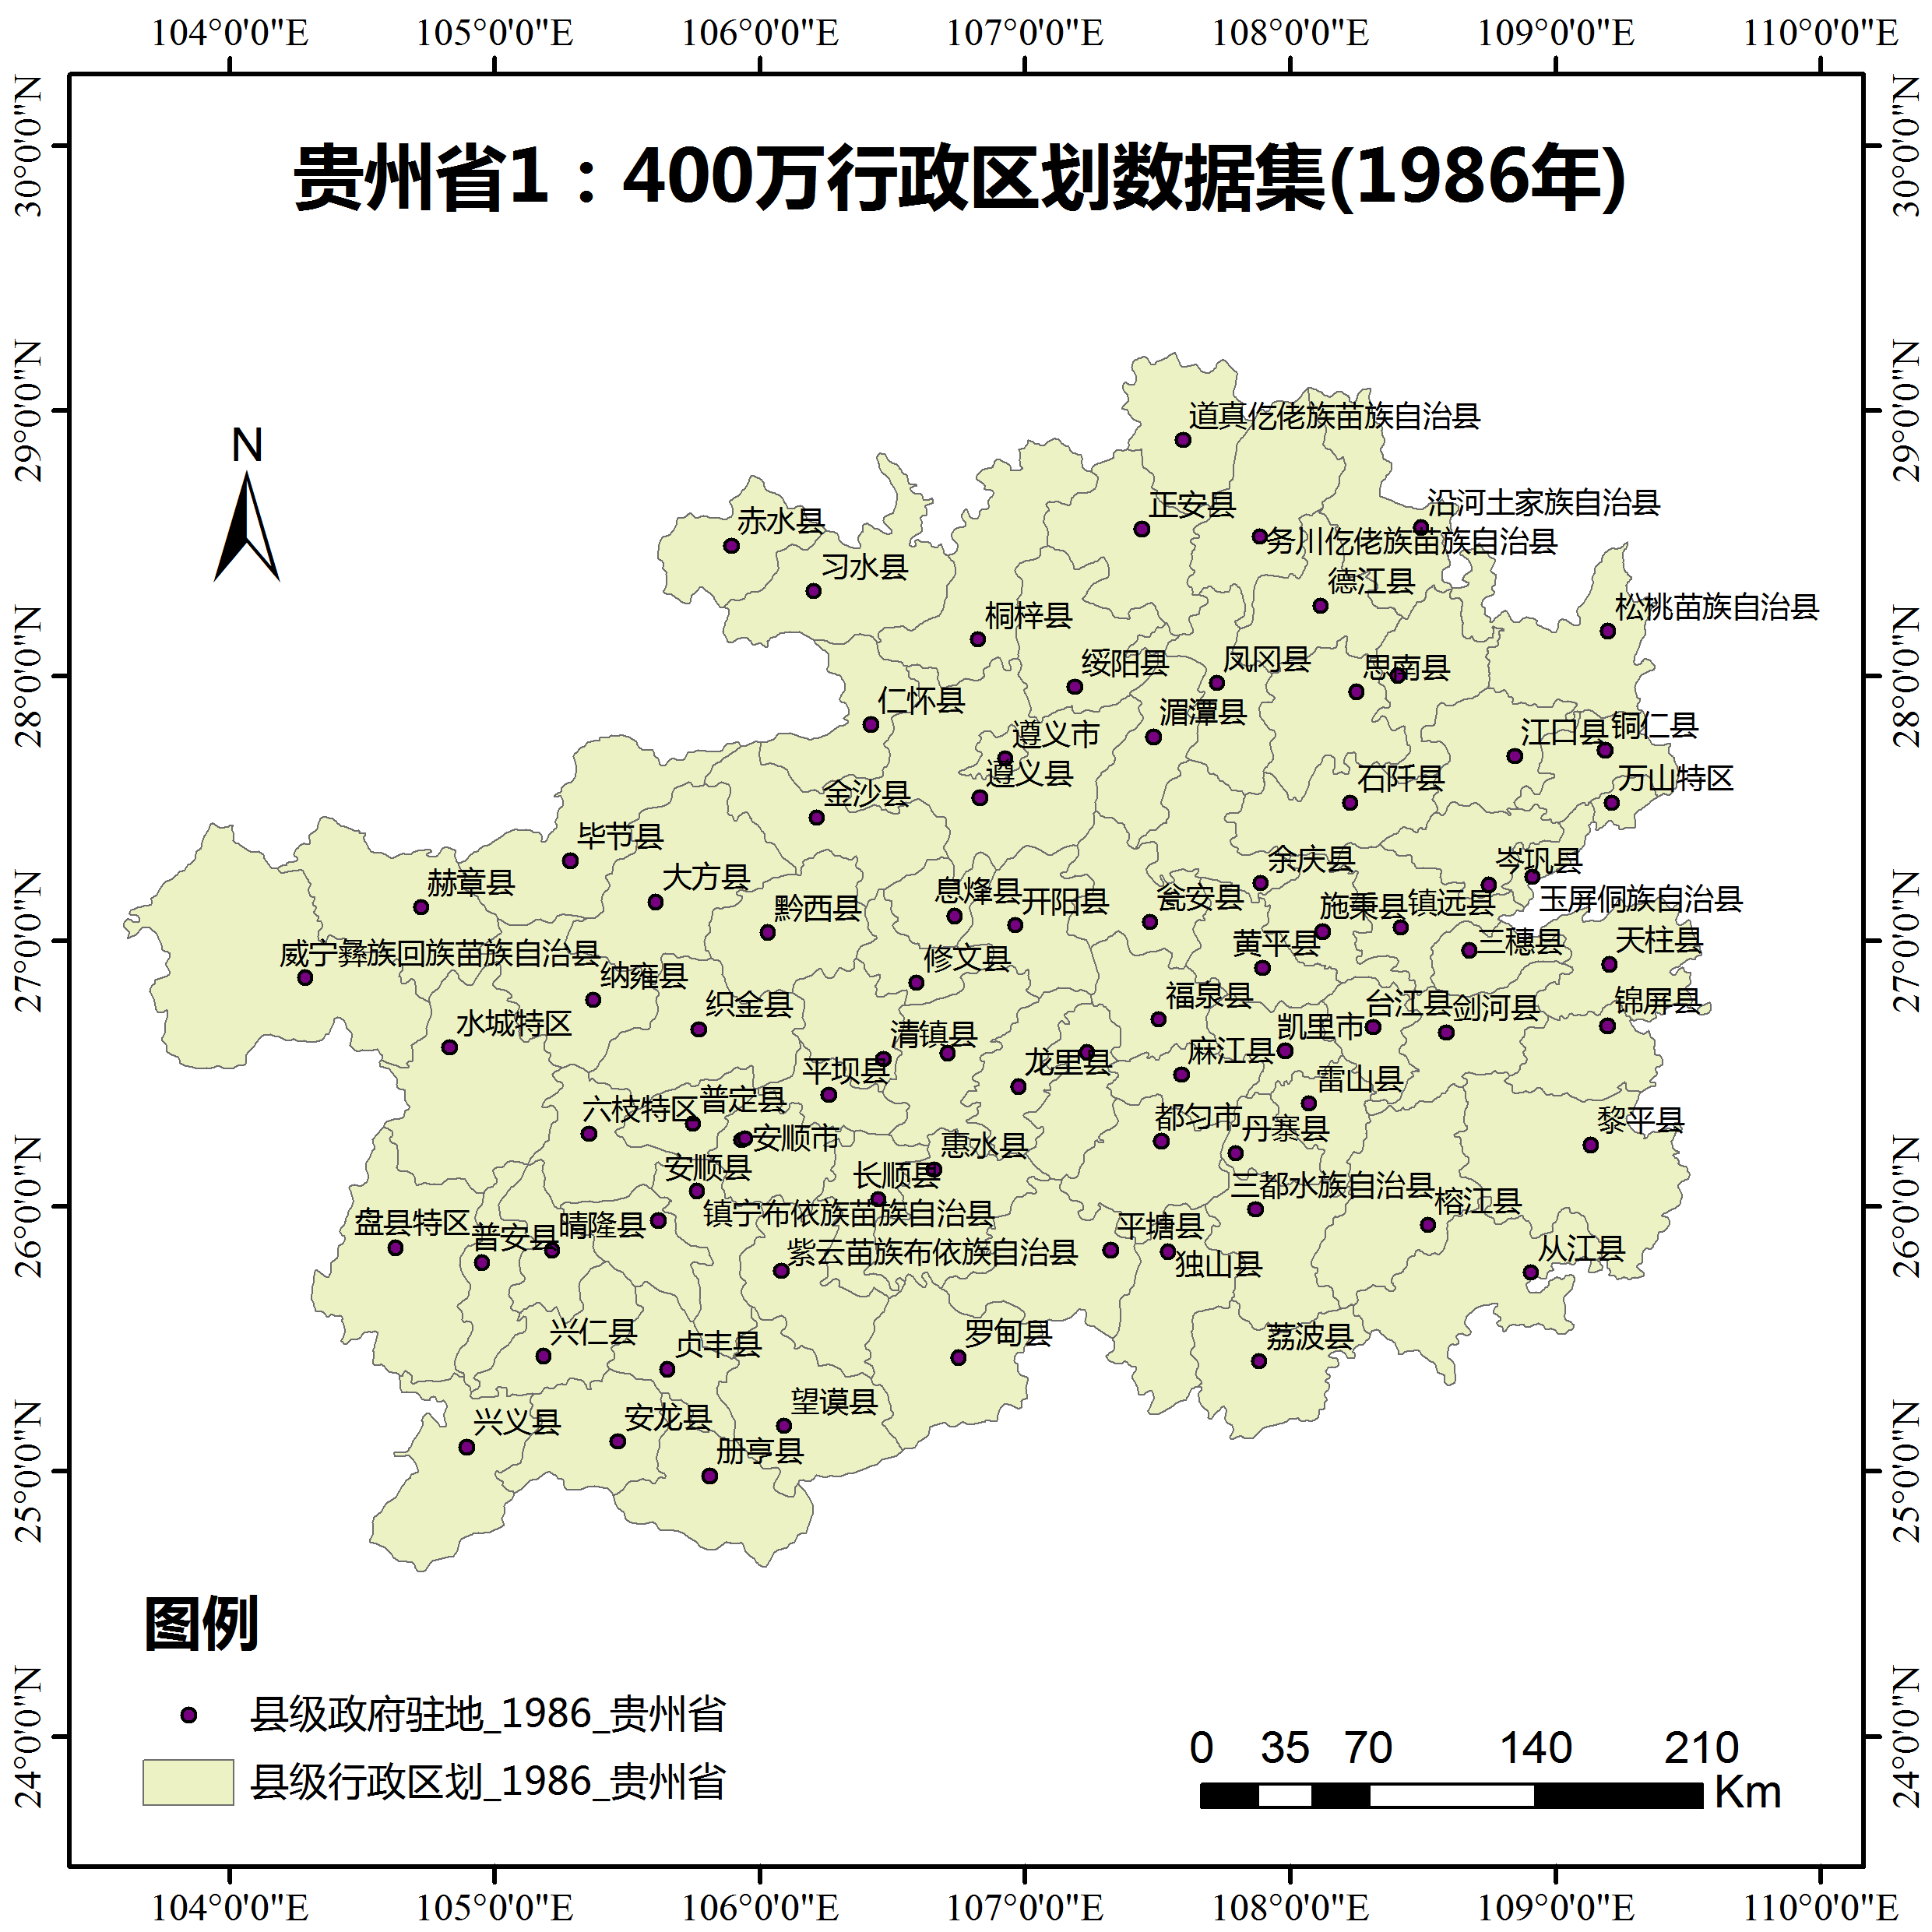 104°0'0"E 105°0'0"E 106°0'0"E 107°0'0"E 108°0'0"E 109°0'0"E 110°0'0"E
30°0'0"N 30°0'0"N
贵州省1：400万行政区划数据集(1986年)
29°0'0"N 29°0'0"N
N
道真仡佬族苗族自治县
正安县
沿河土家族自治县
赤水县
务川仡佬族苗族自治县
习水县
德江县
松桃苗族自治县
桐梓县
28°0'0"N 28°0'0"N
绥阳县
凤冈县
思南县
仁怀县
湄潭县
遵义市
江口县
铜仁县
遵义县
石阡县
万山特区
金沙县
毕节县
余庆县
岑巩县
大方县
赫章县
息烽县
开阳县
瓮安县
施秉县
镇远县
玉屏侗族自治县
黔西县
27°0'0"N 27°0'0"N
威宁彝族回族苗族自治县
黄平县
三穗县
天柱县
修文县
纳雍县
织金县
福泉县
台江县
剑河县
锦屏县
水城特区
清镇县
凯里市
麻江县
平坝县
龙里县
雷山县
六枝特区
普定县
都匀市
丹寨县
黎平县
安顺市
惠水县
安顺县
长顺县
三都水族自治县
榕江县
26°0'0"N 26°0'0"N
镇宁布依族苗族自治县
盘县特区
普安县
晴隆县
平塘县
紫云苗族布依族自治县
独山县
从江县
兴仁县
贞丰县
罗甸县
荔波县
望谟县
兴义县
安龙县
册亨县
25°0'0"N 25°0'0"N
图例
县级政府驻地_1986_贵州省
县级行政区划_1986_贵州省
24°0'0"N 24°0'0"N
0 35 70 140 210
Km
104°0'0"E 105°0'0"E 106°0'0"E 107°0'0"E 108°0'0"E 109°0'0"E 110°0'0"E